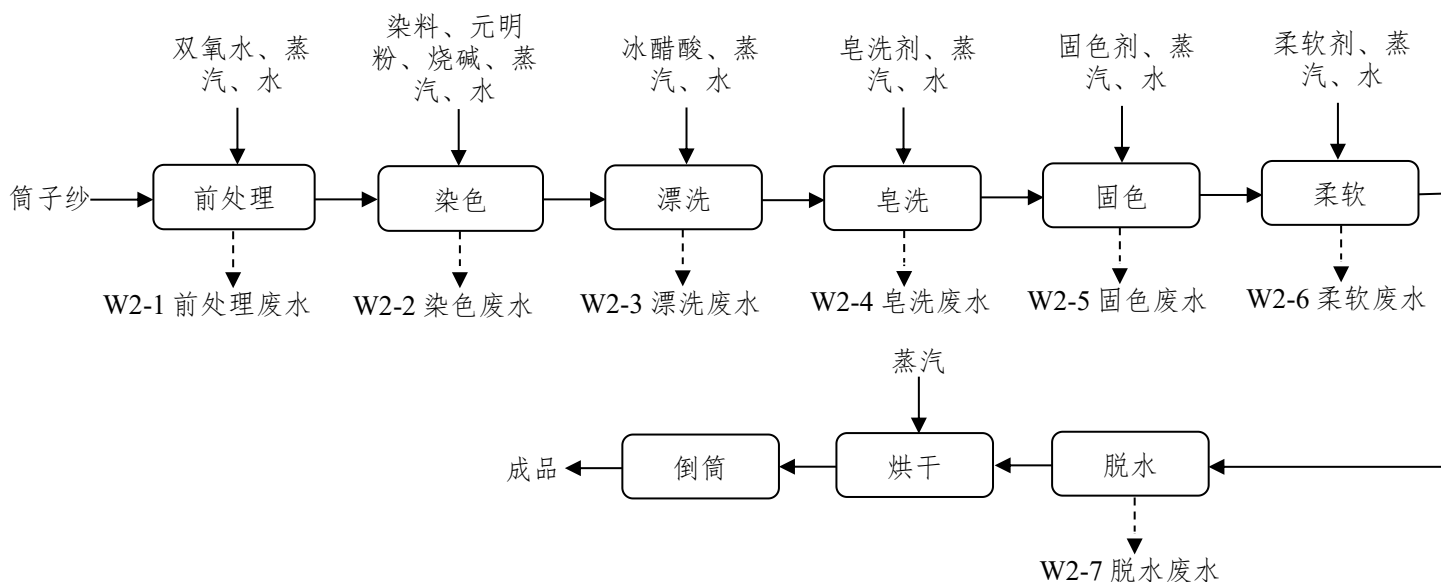 双氧水、蒸
汽、水
染料、元明
粉、烧碱、蒸
汽、水
冰醋酸、蒸
汽、水
皂洗剂、蒸
汽、水
固色剂、蒸
汽、水
柔软剂、蒸
汽、水
筒子纱
前处理
染色
漂洗
皂洗
固色
柔软
W2-1 前处理废水
W2-2 染色废水
W2-3 漂洗废水
W2-4 皂洗废水
W2-5 固色废水
W2-6 柔软废水
蒸汽
成品
倒筒
烘干
脱水
W2-7 脱水废水